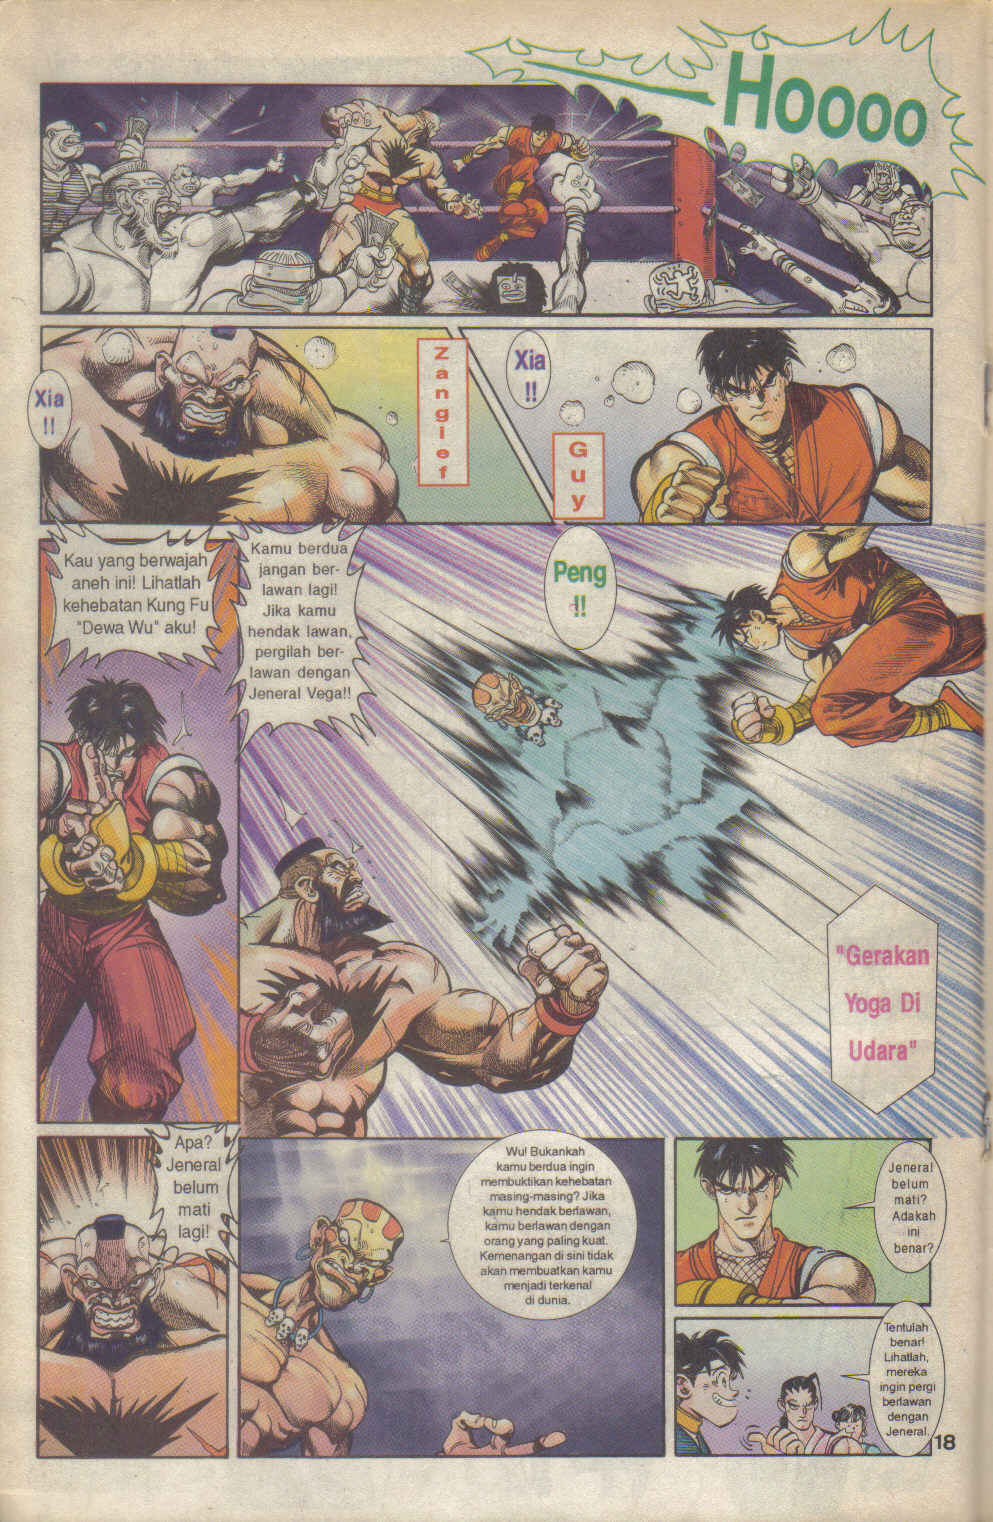 Hoooo
Xia
!!
Zangief
Xia
!!
Guy
Kau yang berwajah
aneh ini! Lihatlah
kehebatan Kung Fu
"Dewa Wu" aku!
Kamu berdua
jangan ber-
lawan lagi!
Jika kamu
hendak lawan,
pergilah ber-
lawan dengan
Jeneral Vega!!
Peng
!!
"Gerakan
Yoga Di
Udara"
Apa?
Jeneral
belum
mati
lagi!
Wu! Bukankah
kamu berdua ingin
membuktikan kehebatan
masing-masing? Jika
kamu hendak berlawan,
kamu berlawan dengan
orang yang paling kuat.
Kemenangan di sini tidak
akan membuatkan kamu
menjadi terkenal
di dunia.
Jeneral
belum
mati?
Adakah
ini
benar?
Tentulah
benar!
Lihatlah,
mereka
ingin pergi
berlawan
dengan
Jeneral.
18